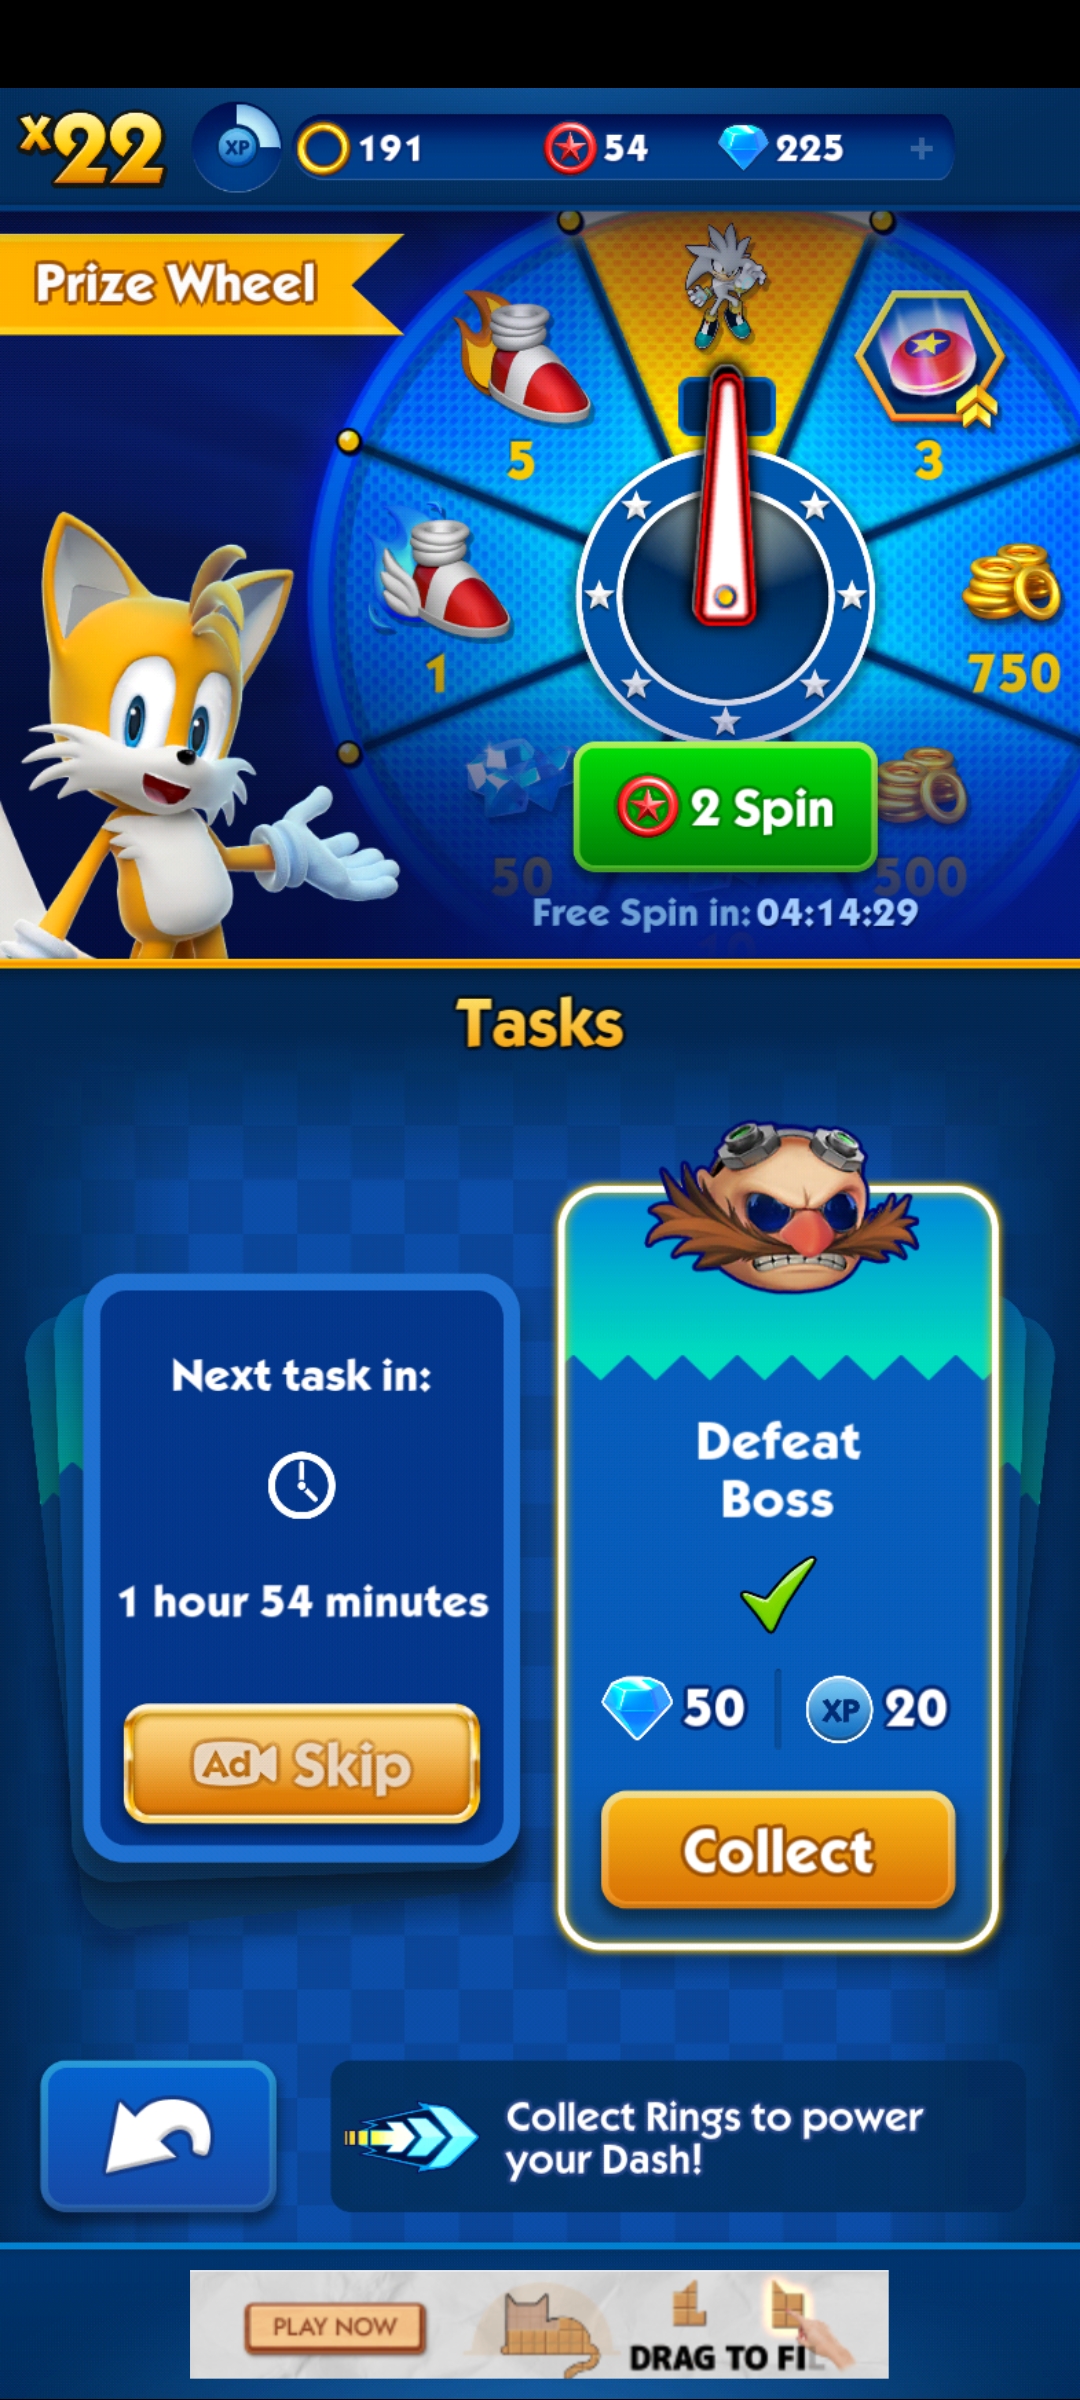 x22
XP
191
54
225
+
Prize Wheel
5
3
1
750
50
2 Spin
500
Free Spin in: 04:14:29
10
Tasks
Next task in:
1 hour 54 minutes
Ad Skip
Defeat
Boss
50
XP 20
Collect
Collect Rings to power
your Dash!
PLAY NOW
DRAG TO FIL